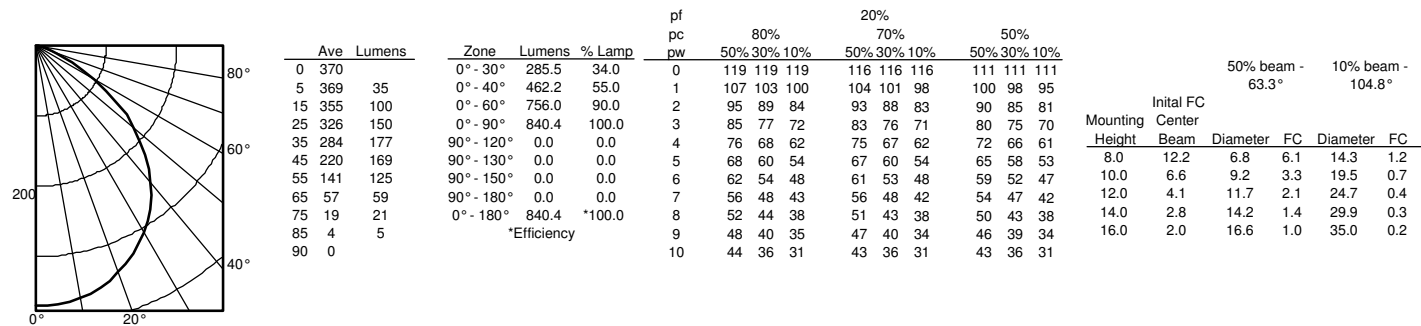 80°
60°
200
40°
0° 20°
Ave Lumens
0 370
5 369 35
15 355 100
25 326 150
35 284 177
45 220 169
55 141 125
65 57 59
75 19 21
85 4 5
90 0
Zone Lumens % Lamp
0° - 30° 285.5 34.0
0° - 40° 462.2 55.0
0° - 60° 756.0 90.0
0° - 90° 840.4 100.0
90° - 120° 0.0 0.0
90° - 130° 0.0 0.0
90° - 150° 0.0 0.0
90° - 180° 0.0 0.0
0° - 180° 840.4 *100.0
*Efficiency
pf 20%
pc 80% 70% 50%
pw 50% 30% 10% 50% 30% 10% 50% 30% 10%
0 119 119 119 116 116 116 111 111 111
1 107 103 100 104 101 98 100 98 95
2 95 89 84 93 88 83 90 85 81
3 85 77 72 83 76 71 80 75 70
4 76 68 62 75 67 62 72 66 61
5 68 60 54 67 60 54 65 58 53
6 62 54 48 61 53 48 59 52 47
7 56 48 43 56 48 42 54 47 42
8 52 44 38 51 43 38 50 43 38
9 48 40 35 47 40 34 46 39 34
10 44 36 31 43 36 31 43 36 31
50% beam - 10% beam -
63.3° 104.8°
Inital FC
Mounting Center
Height Beam Diameter FC Diameter FC
8.0 12.2 6.8 6.1 14.3 1.2
10.0 6.6 9.2 3.3 19.5 0.7
12.0 4.1 11.7 2.1 24.7 0.4
14.0 2.8 14.2 1.4 29.9 0.3
16.0 2.0 16.6 1.0 35.0 0.2